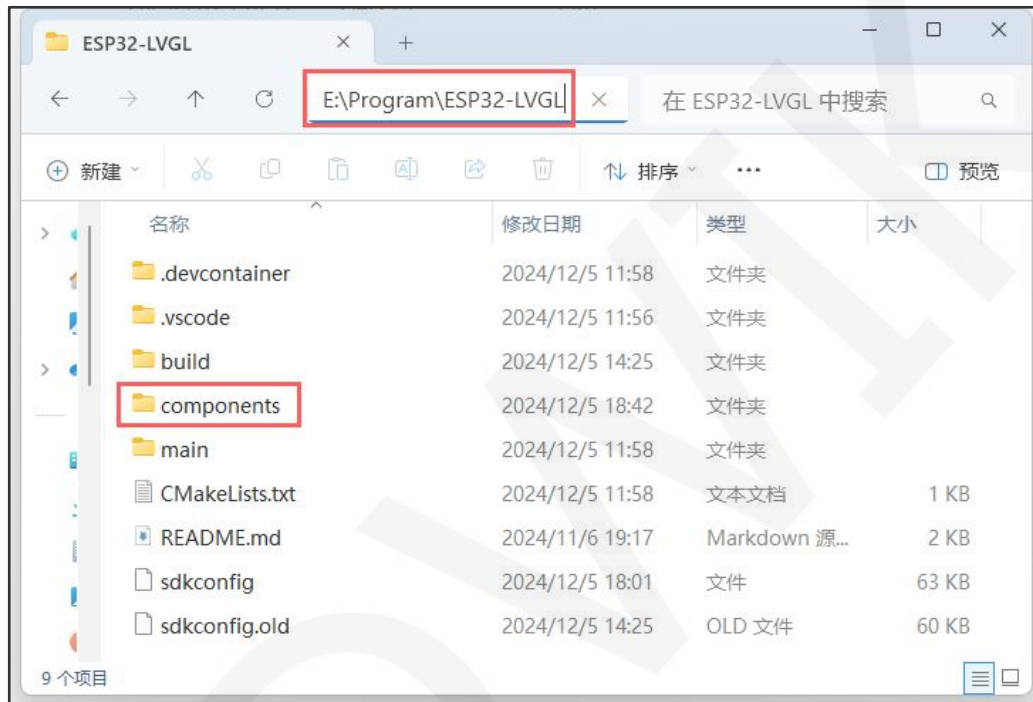 ESP32-LVGL
E:\Program\ESP32-LVGL 在 ESP32-LVGL 中搜索
新建 排序 ... 预览
名称 修改日期 类型 大小
.devcontainer 2024/12/5 11:58 文件夹
.vscode 2024/12/5 11:56 文件夹
build 2024/12/5 14:25 文件夹
components 2024/12/5 18:42 文件夹
main 2024/12/5 11:58 文件夹
CMakeLists.txt 2024/12/5 11:58 文本文档 1 KB
README.md 2024/11/6 19:17 Markdown 源... 2 KB
sdkconfig 2024/12/5 18:01 文件 63 KB
sdkconfig.old 2024/12/5 14:25 OLD 文件 60 KB
9 个项目